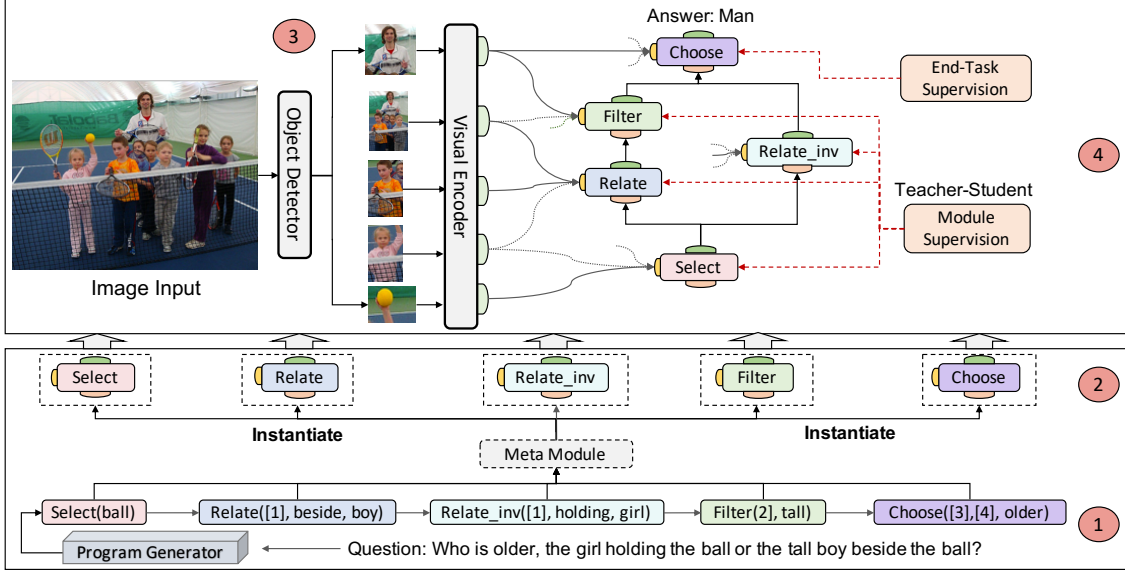 Answer: Man
3
Choose
End-Task
Supervision
Object Detector
Visual Encoder
Filter
Relate_inv
4
Relate
Teacher-Student
Module
Supervision
Select
Image Input
Select
Relate
Relate_inv
Filter
Choose
2
Instantiate
Instantiate
Meta Module
Select(ball)
Relate([1], beside, boy)
Relate_inv([1], holding, girl)
Filter(2], tall)
Choose([3],[4], older)
1
Program Generator
Question: Who is older, the girl holding the ball or the tall boy beside the ball?